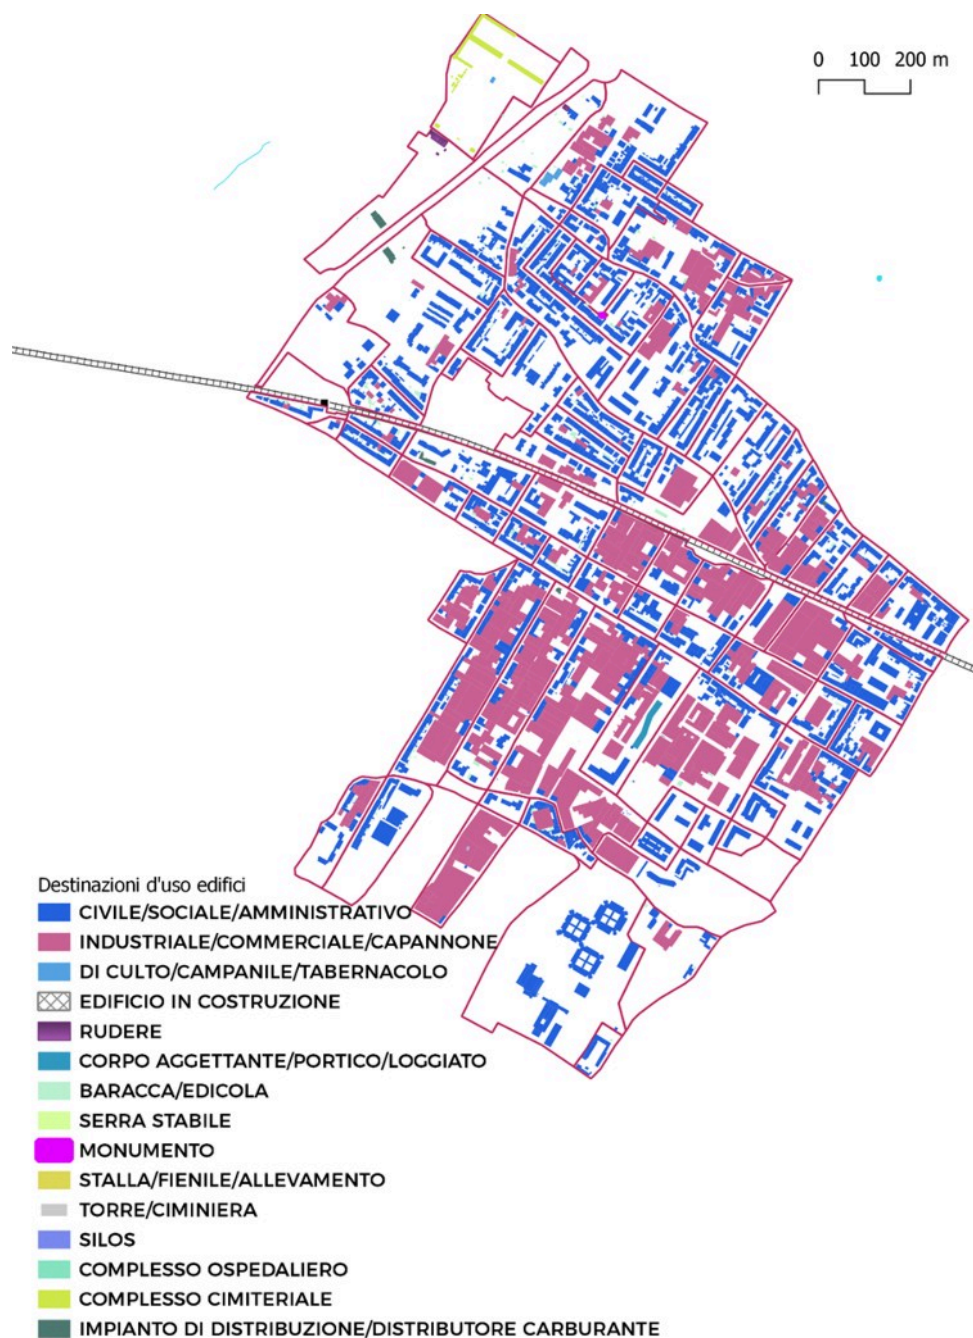 0 100 200 m
Destinazioni d'uso edifici
CIVILE/SOCIALE/AMMINISTRATIVO
INDUSTRIALE/COMMERCIALE/CAPANNONE
DI CULTO/CAMPANILE/TABERNACOLO
EDIFICIO IN COSTRUZIONE
RUDERE
CORPO AGGETTANTE/PORTICO/LOGGIATO
BARACCA/EDICOLA
SERRA STABILE
MONUMENTO
STALLA/FIENILE/ALLEVAMENTO
TORRE/CIMINIERA
SILOS
COMPLESSO OSPEDALIERO
COMPLESSO CIMITERIALE
IMPIANTO DI DISTRIBUZIONE/DISTRIBUTORE CARBURANTE